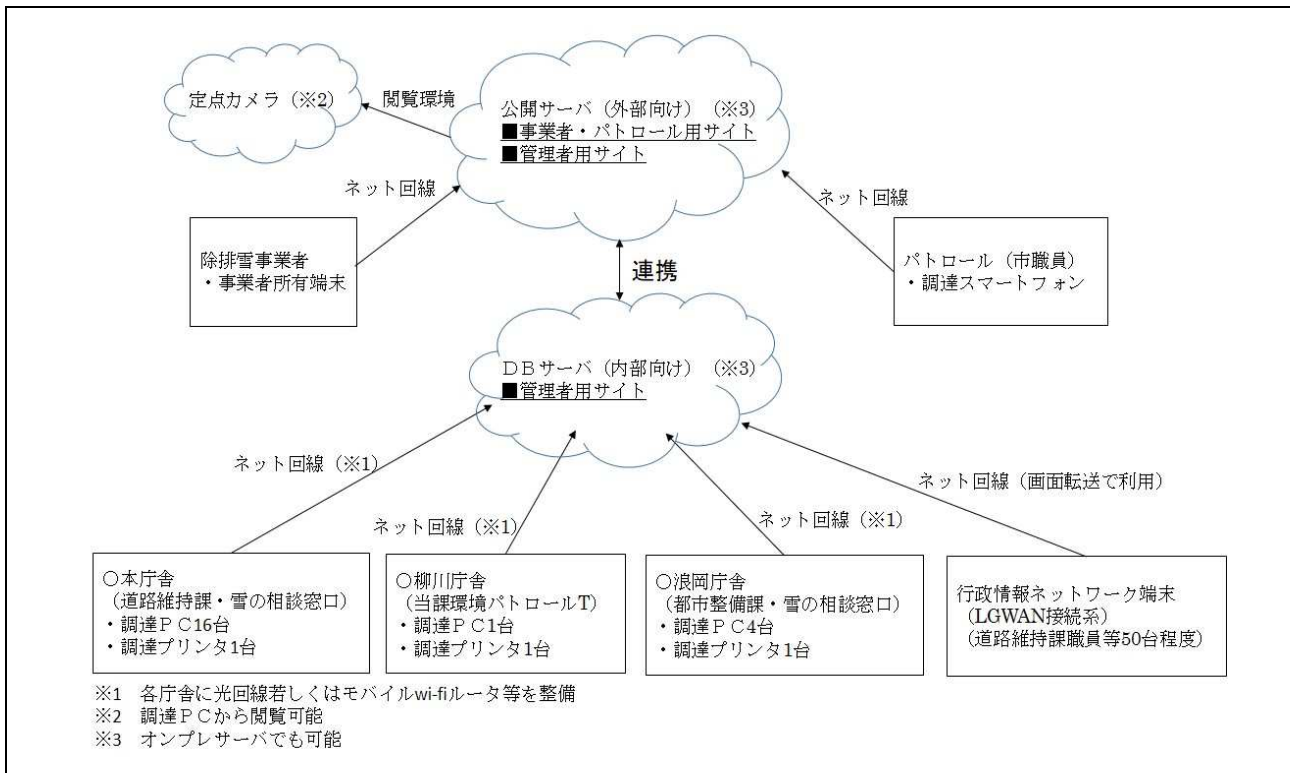 定点カメラ（※2）
閲覧環境
公開サーバ（外部向け）（※3）
■事業者・パトロール用サイト
■管理者用サイト
ネット回線
ネット回線
除排雪事業者
・事業者所有端末
パトロール（市職員）
・調達スマートフォン
連携
ＤＢサーバ（内部向け）（※3）
■管理者用サイト
ネット回線（※1）
ネット回線（※1）
ネット回線（※1）
ネット回線（画面転送で利用）
○本庁舎
（道路維持課・雪の相談窓口）
・調達ＰＣ16台
・調達プリンタ1台
○柳川庁舎
（当課環境パトロールT）
・調達ＰＣ1台
・調達プリンタ1台
○浪岡庁舎
（都市整備課・雪の相談窓口）
・調達ＰＣ4台
・調達プリンタ1台
行政情報ネットワーク端末
（LGWAN接続系）
（道路維持課職員等50台程度）
※1　各庁舎に光回線若しくはモバイルwi-fiルータ等を整備
※2　調達ＰＣから閲覧可能
※3　オンプレサーバでも可能